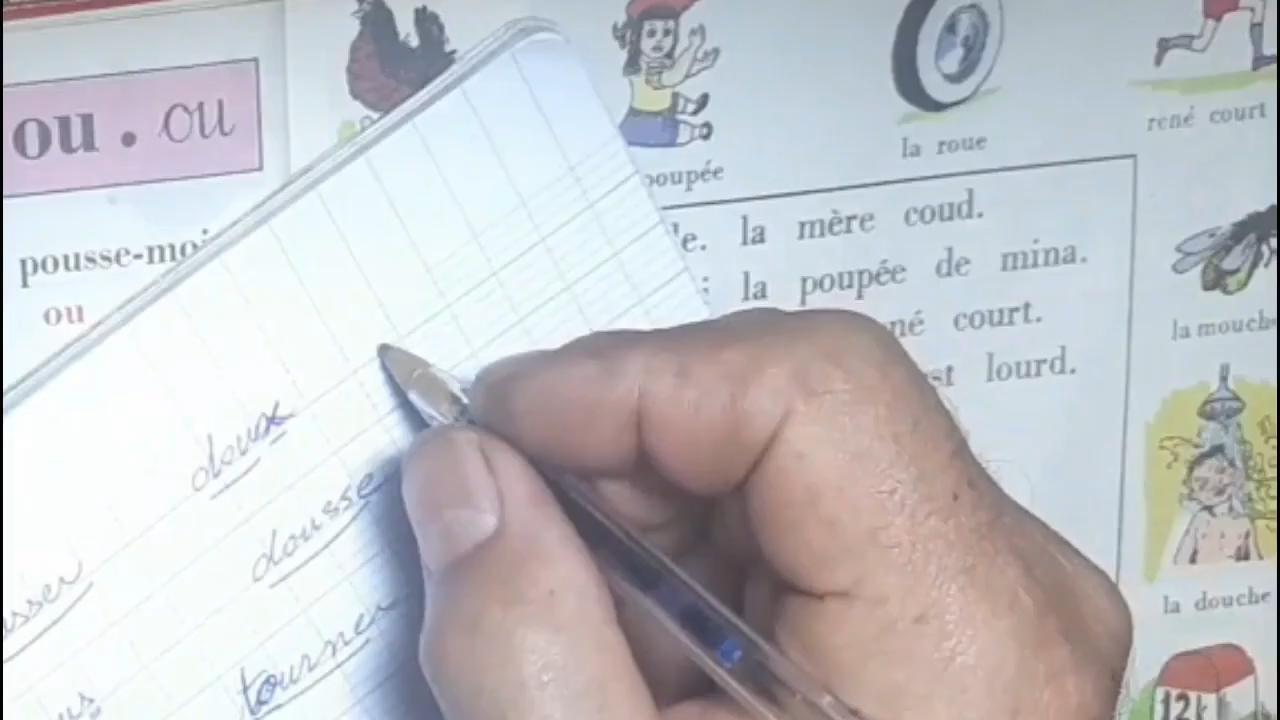 ou . ou
poupée
la roue
rené court
pousse-moi
ou
la mère coud.
la poupée de mina.
court.
lourd.
la mouche
la douche
12k
doux
dousse
tourner